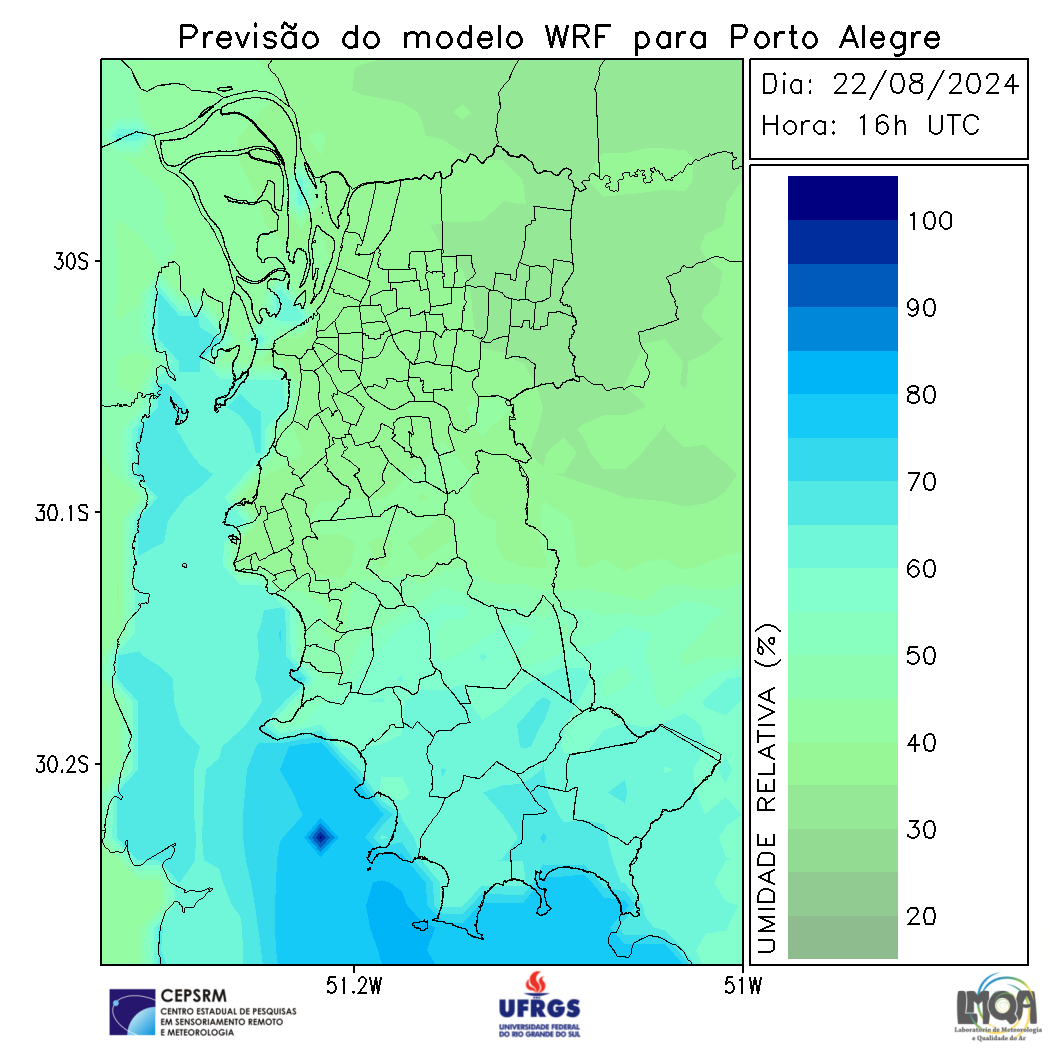 Previsão do modelo WRF para Porto Alegre
Dia: 22/08/2024
Hora: 16h UTC
30S
30.1S
30.2S
51.2W
51W
UMIDADE RELATIVA (%)
100
90
80
70
60
50
40
30
20
CEPSRM
CENTRO ESTADUAL DE PESQUISAS
EM SENSORIAMENTO REMOTO
E METEOROLOGIA
UFRGS
UNIVERSIDADE FEDERAL
DO RIO GRANDE DO SUL
LMQA
Laboratório de Meteorologia
e Qualidade do Ar